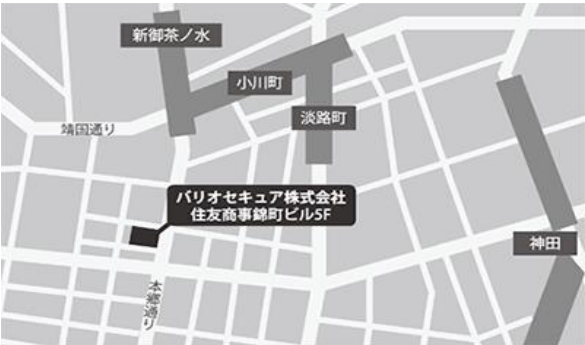 新御茶ノ水
小川町
淡路町
靖国通り
バリオセキュア株式会社
住友商事錦町ビル5F
神田
本郷通り